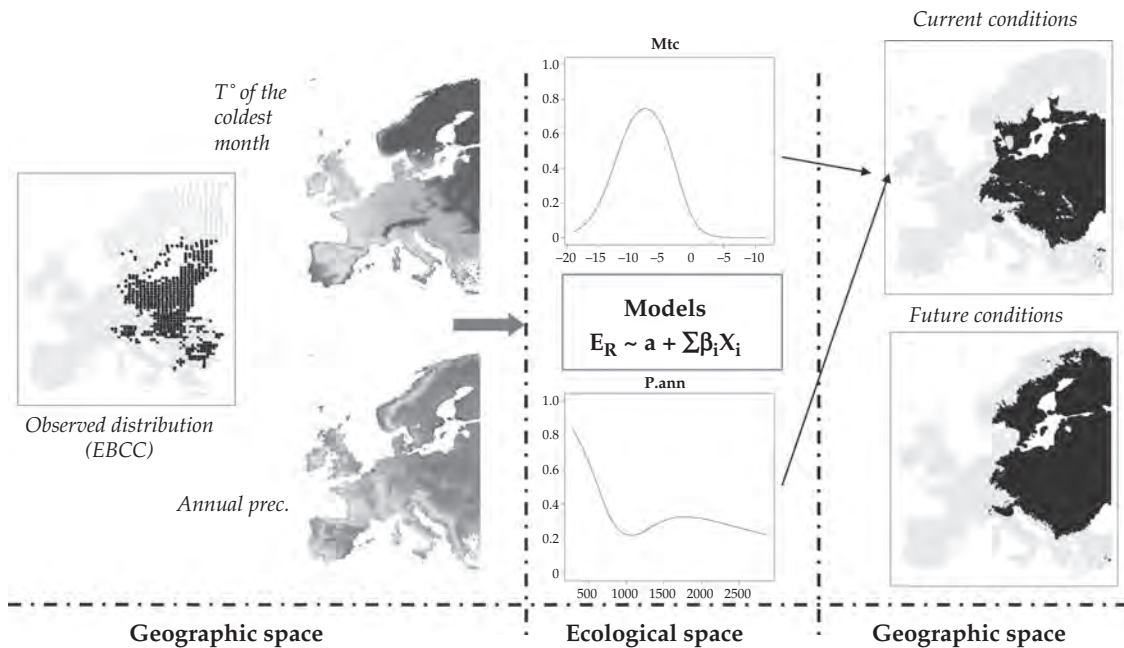 T° of the
coldest
month
Observed distribution
(EBCC)
Annual prec.
Mtc
1.0
0.8
0.6
0.4
0.2
0
−20 −15 −10 −5 0 −5 −10
Models
E_R ~ a + Σβ_iX_i
P.ann
1.0
0.8
0.6
0.4
0.2
0
500 1000 1500 2000 2500
Current conditions
Future conditions
Geographic space
Ecological space
Geographic space